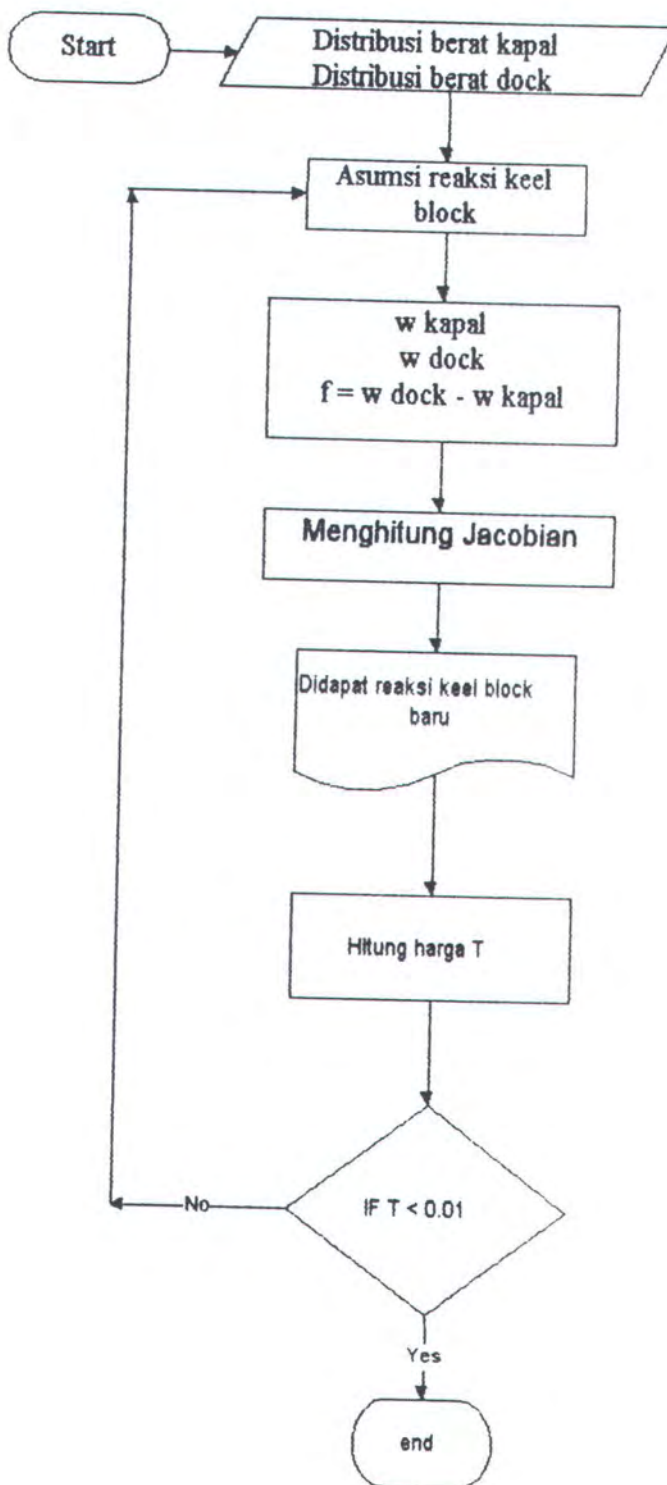 Start
Distribusi berat kapal
Distribusi berat dock
Asumsi reaksi keel
block
w kapal
w dock
f = w dock - w kapal
Menghitung Jacobian
Didapat reaksi keel block
baru
Hitung harga T
IF T < 0.01
No
Yes
end